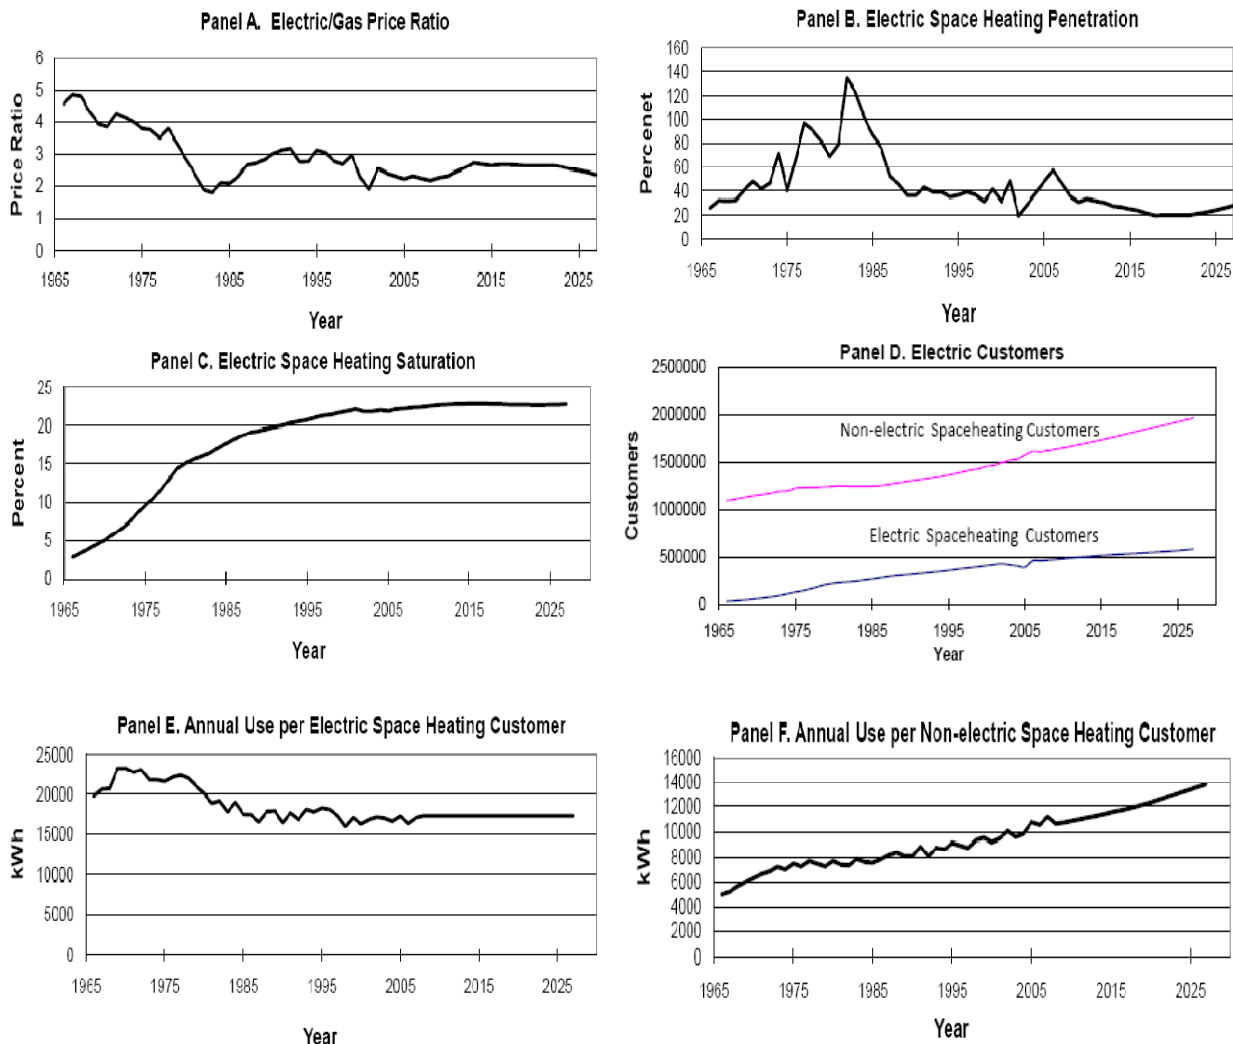 Panel A. Electric/Gas Price Ratio
6
5
4
3
2
1
0
Price Ratio
1965 1975 1985 1995 2005 2015 2025
Year
Panel B. Electric Space Heating Penetration
160
140
120
100
80
60
40
20
0
Percenet
1965 1975 1985 1995 2005 2015 2025
Year
Panel C. Electric Space Heating Saturation
25
20
15
10
5
0
Percent
1965 1975 1985 1995 2005 2015 2025
Year
Panel D. Electric Customers
2500000
2000000
1500000
1000000
500000
0
Customers
Non-electric Spaceheating Customers
Electric Spaceheating Customers
1965 1975 1985 1995 2005 2015 2025
Year
Panel E. Annual Use per Electric Space Heating Customer
25000
20000
15000
10000
5000
0
kWh
1965 1975 1985 1995 2005 2015 2025
Year
Panel F. Annual Use per Non-electric Space Heating Customer
16000
14000
12000
10000
8000
6000
4000
2000
0
kWh
1965 1975 1985 1995 2005 2015 2025
Year